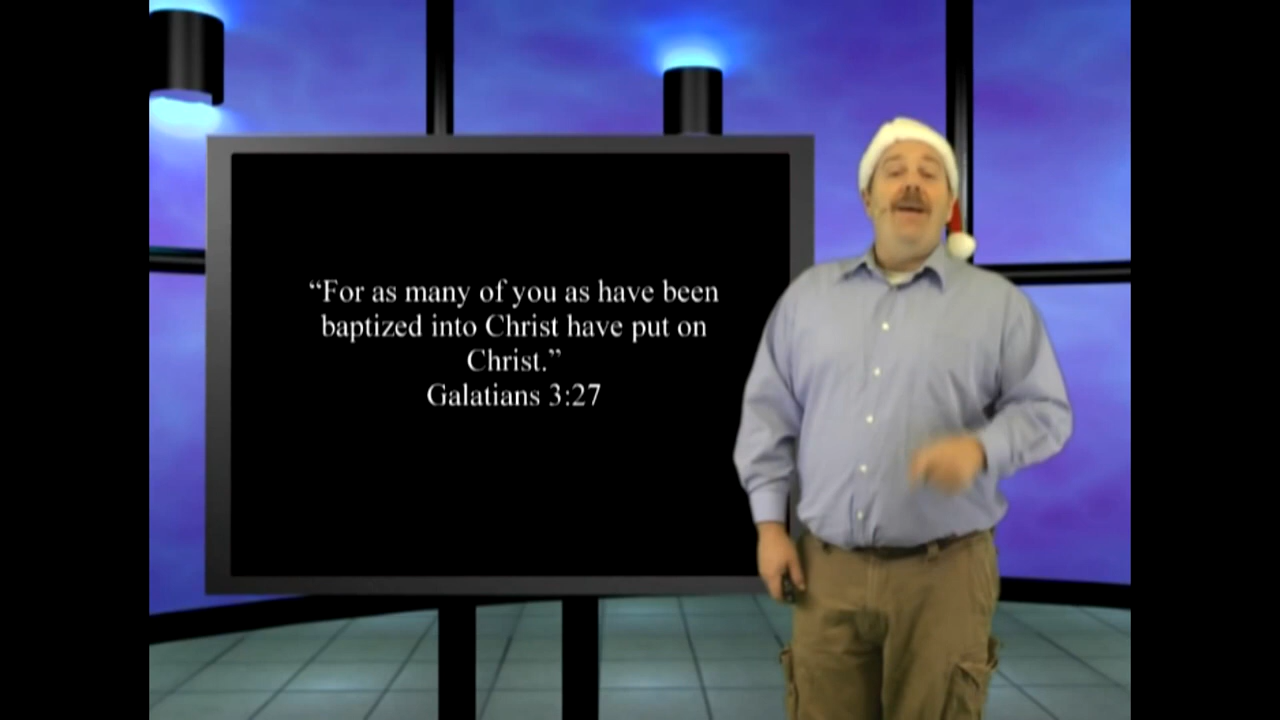 “For as many of you as have been
baptized into Christ have put on
Christ.”
Galatians 3:27